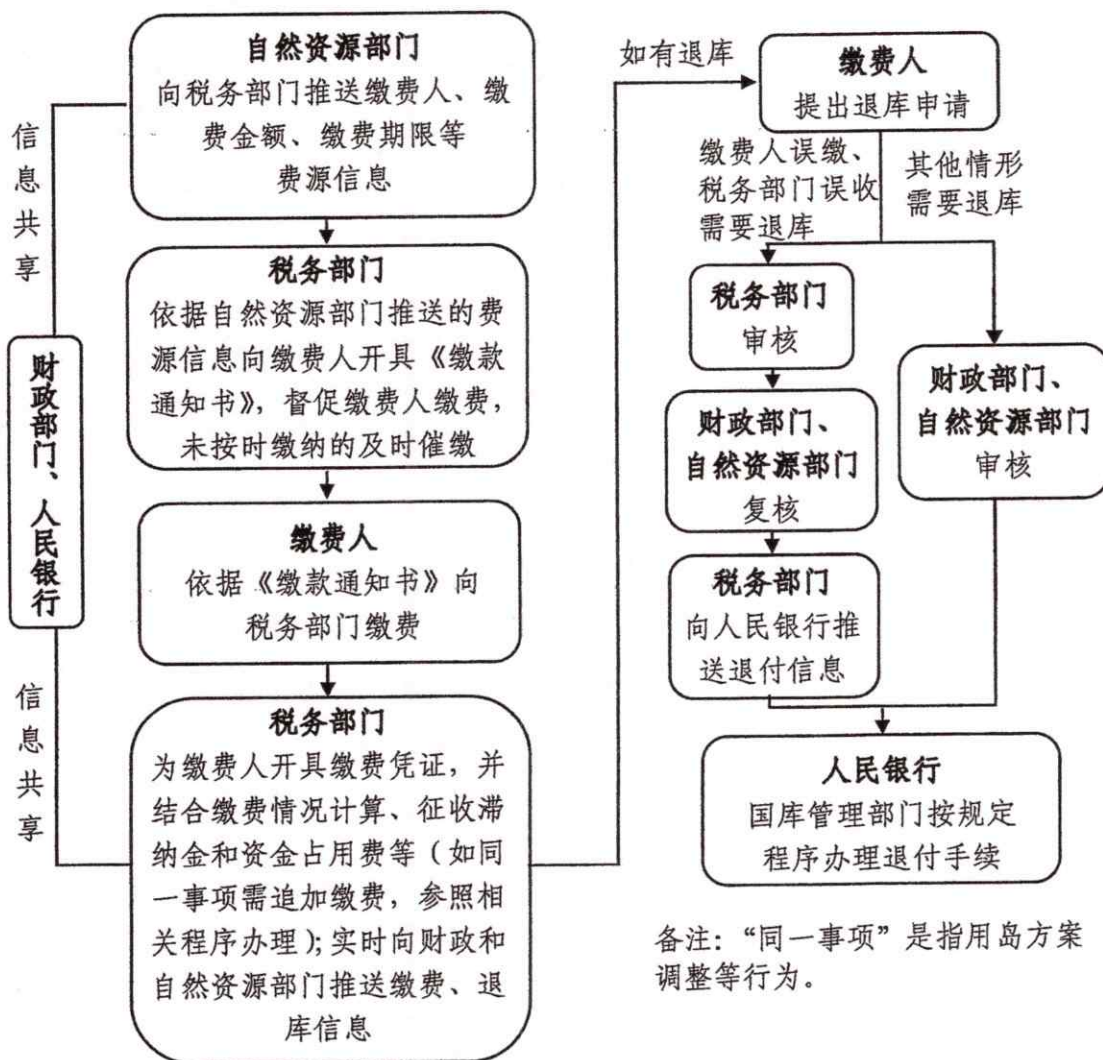 自然资源部门
向税务部门推送缴费人、缴
费金额、缴费期限等
费源信息
信息共享
税务部门
依据自然资源部门推送的费
源信息向缴费人开具《缴款
通知书》，督促缴费人缴费，
未按时缴纳的及时催缴
财政部门、人民银行
缴费人
依据《缴款通知书》向
税务部门缴费
信息共享
税务部门
为缴费人开具缴费凭证，并
结合缴费情况计算、征收滞
纳金和资金占用费等（如同
一事项需追加缴费，参照相
关程序办理）；实时向财政和
自然资源部门推送缴费、退
库信息
如有退库
缴费人
提出退库申请
缴费人误缴、
税务部门误收
需要退库
其他情形
需要退库
税务部门
审核
财政部门、
自然资源部门
复核
税务部门
向人民银行推
送退付信息
财政部门、
自然资源部门
审核
人民银行
国库管理部门按规定
程序办理退付手续
备注：“同一事项”是指用岛方案
调整等行为。